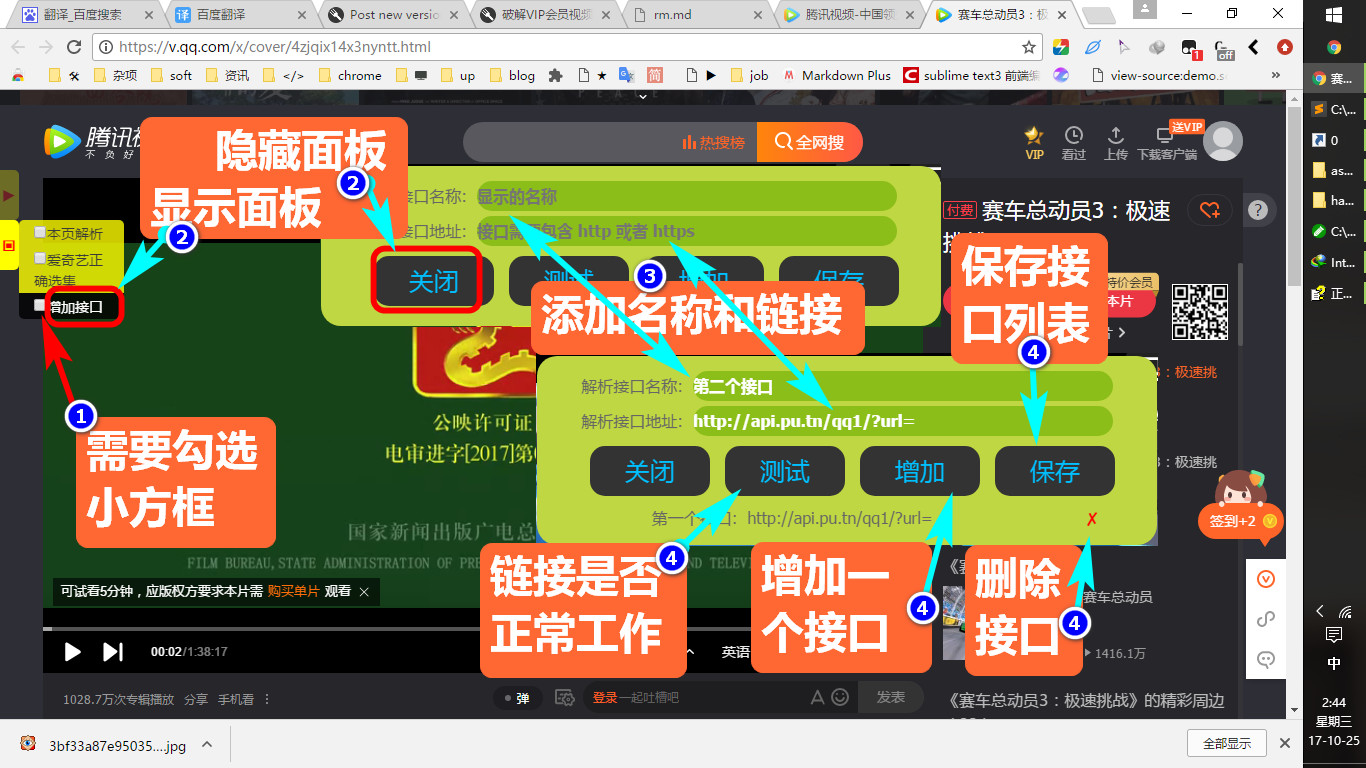 翻译_百度搜索
百度翻译
Post new versio
破解VIP会员视频
rm.md
腾讯视频-中国领
赛车总动员3：极
https://v.qq.com/x/cover/4zjqix14x3nyntt.html
1
off
杂项
soft
资讯
</>
chrome
up
blog
简
job
Markdown Plus
sublime text3 前端编
view-source:demo.s
»
腾讯视
不负好
热搜榜
全网搜
VIP
看过
上传
送VIP
下载客户端
隐藏面板
显示面板
2
2
接口名称:
显示的名称
接口地址:
接口需要包含 http 或者 https
关闭
测试
增加
保存
3
添加名称和链接
本页解析
爱奇艺正
确选集
增加接口
1
需要勾选
小方框
付费
赛车总动员3：极速
保存接
口列表
4
特价会员
本片
：极速挑
：极速挑
解析接口名称:
第二个接口
解析接口地址:
http://api.pu.tn/qq1/?url=
关闭
测试
增加
保存
http://api.pu.tn/qq1/?url=
✗
公映许可证
电审进字[2017]第
国家新闻出版广电总
FILM BUREAU,STATE ADMINISTRATION OF PRE
签到+2
链接是否
正常工作
4
增加一
个接口
4
删除
接口
4
赛车总动员
1416.1万
可试看5分钟，应版权方要求本片需 购买单片 观看
00:02/1:38:17
英语
1028.7万次专辑播放
分享
手机看
弹
登录一起吐槽吧
发表
《赛车总动员3：极速挑战》的精彩周边
3bf33a87e95035....jpg
全部显示
赛...
C:\...
0
as...
ha...
C:\...
Int...
正...
中
2:44
星期三
17-10-25